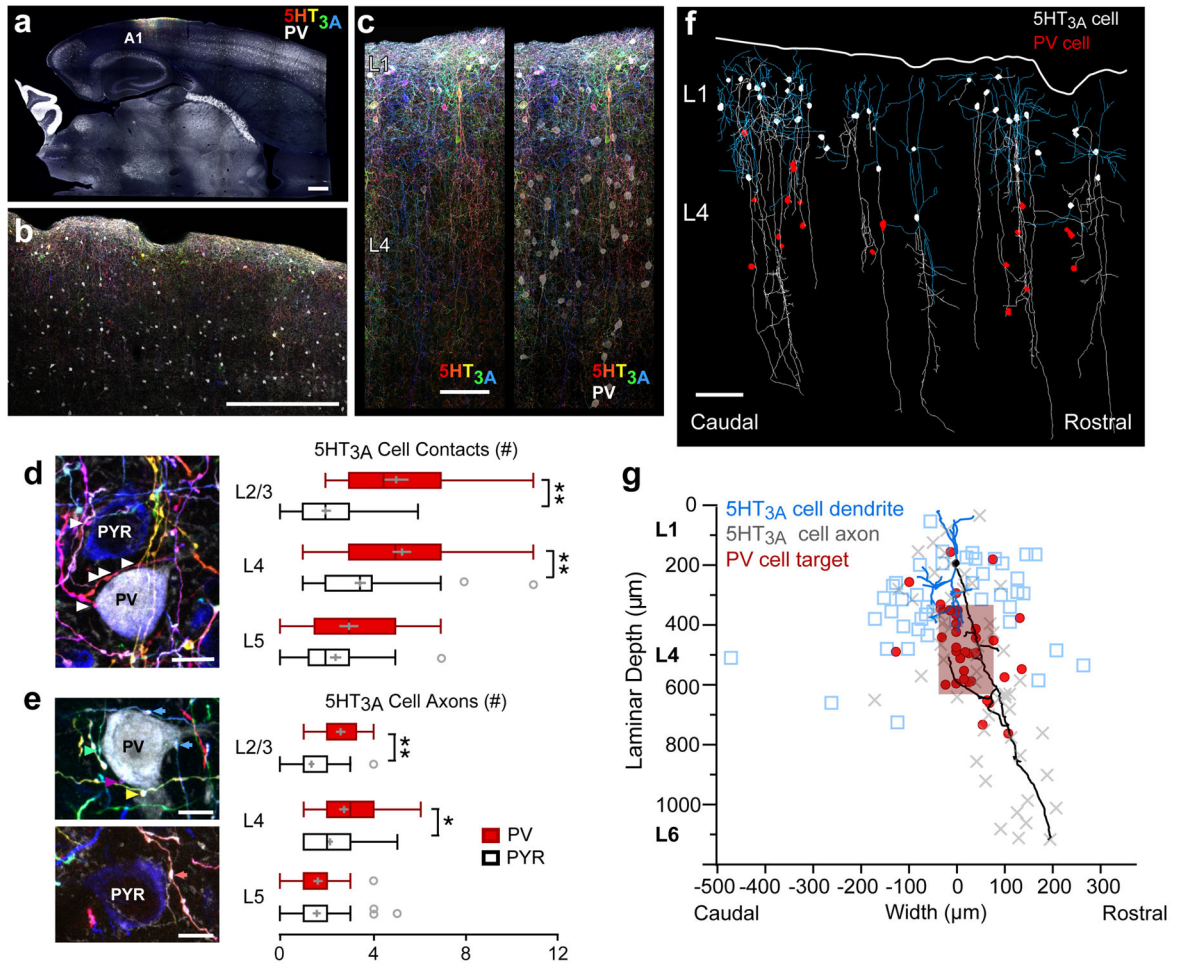 a
5HT3A
PV
A1
b
c
L1
L4
5HT3A
5HT3A
PV
f
5HT3A cell
PV cell
L1
L4
Caudal
Rostral
d
PYR
PV
5HT3A Cell Contacts (#)
L2/3
**
L4
**
L5
e
PV
PYR
5HT3A Cell Axons (#)
L2/3
**
L4
*
L5
PV
PYR
0
4
8
12
g
5HT3A cell dendrite
5HT3A cell axon
PV cell target
Laminar Depth (µm)
0
L1
200
400
L4
600
800
1000
L6
-500 -400 -300 -200 -100 0 100 200 300
Caudal
Width (µm)
Rostral